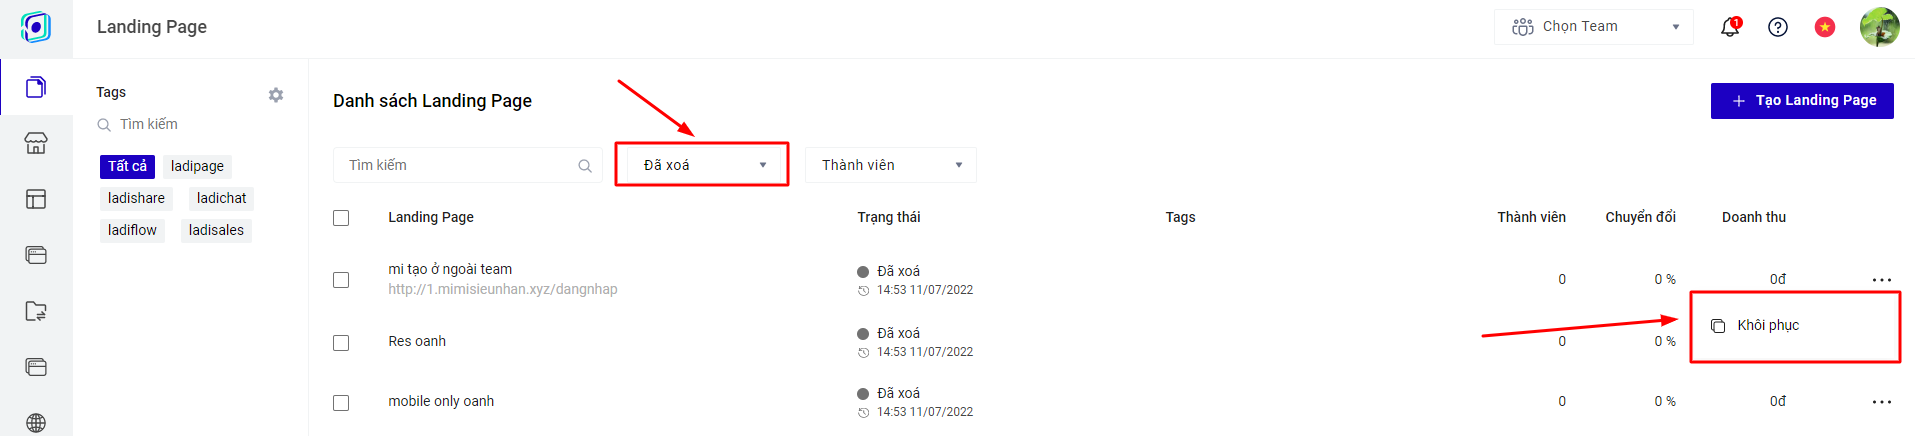 Landing Page
Chọn Team
1
Tags
Tìm kiếm
Tất cả
ladipage
ladishare
ladichat
ladiflow
ladisales
Danh sách Landing Page
+ Tạo Landing Page
Tìm kiếm
Đã xoá
Thành viên
Landing Page Trạng thái Tags Thành viên Chuyển đổi Doanh thu
mi tạo ở ngoài team Đã xoá 0 0 % 0đ
http://1.mimisieunhan.xyz/dangnhap 14:53 11/07/2022
Khôi phục
Res oanh Đã xoá 0 0 %
14:53 11/07/2022
mobile only oanh Đã xoá 0 0 % 0đ
14:53 11/07/2022